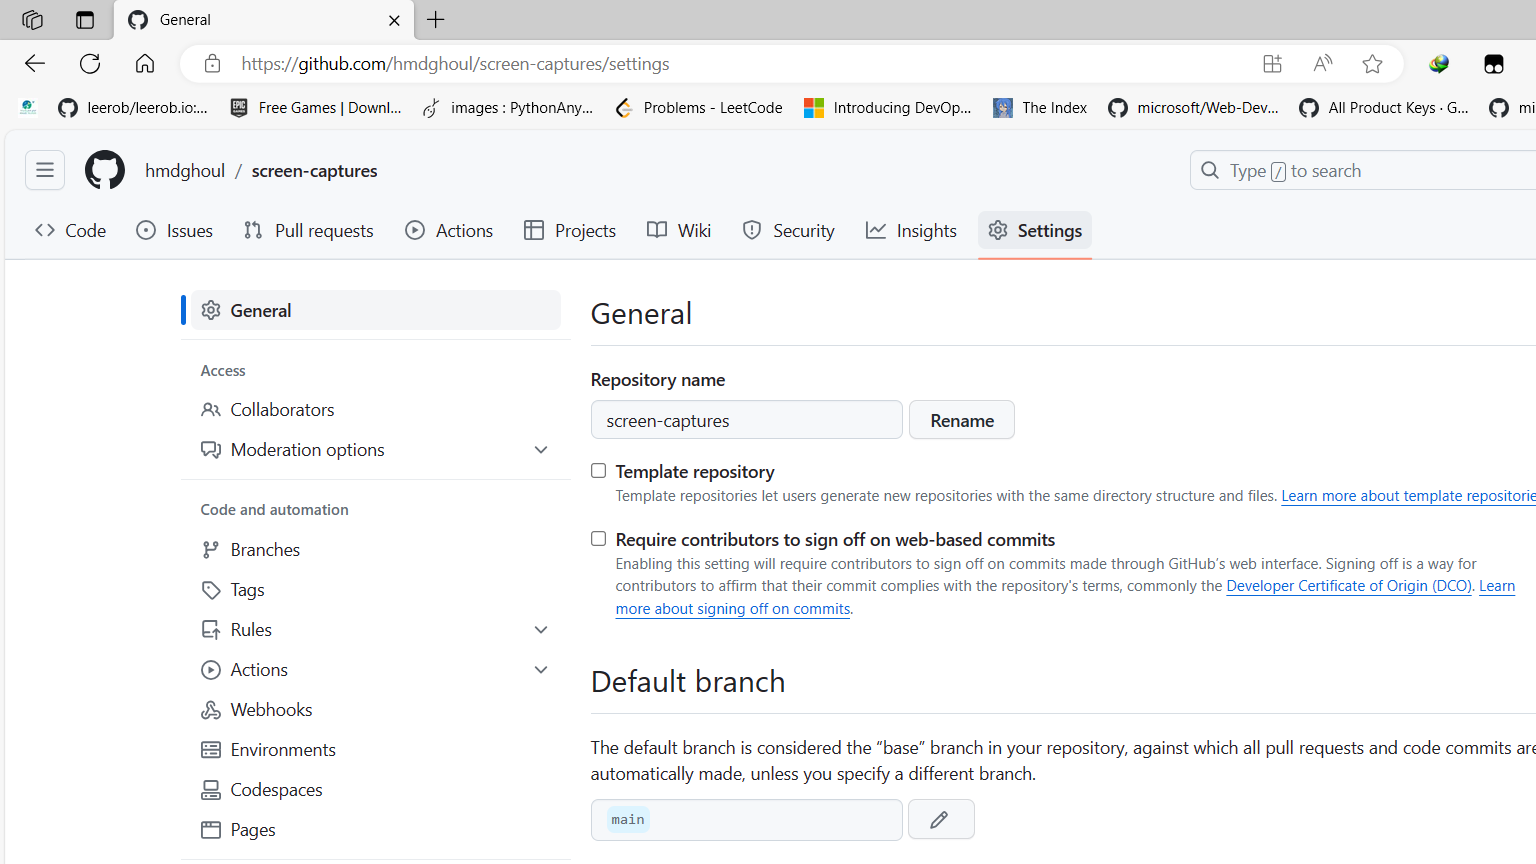 General
https://github.com/hmdghoul/screen-captures/settings
leerob/leerob.io:...
Free Games | Downl...
images : PythonAny...
Problems - LeetCode
Introducing DevOp...
The Index
microsoft/Web-Dev...
All Product Keys · G...
mi
hmdghoul / screen-captures
Type / to search
Code
Issues
Pull requests
Actions
Projects
Wiki
Security
Insights
Settings
General
Access
Collaborators
Moderation options
Code and automation
Branches
Tags
Rules
Actions
Webhooks
Environments
Codespaces
Pages
General
Repository name
screen-captures
Rename
Template repository
Template repositories let users generate new repositories with the same directory structure and files. Learn more about template repositorie
Require contributors to sign off on web-based commits
Enabling this setting will require contributors to sign off on commits made through GitHub's web interface. Signing off is a way for
contributors to affirm that their commit complies with the repository's terms, commonly the Developer Certificate of Origin (DCO). Learn
more about signing off on commits.
Default branch
The default branch is considered the “base” branch in your repository, against which all pull requests and code commits are
automatically made, unless you specify a different branch.
main